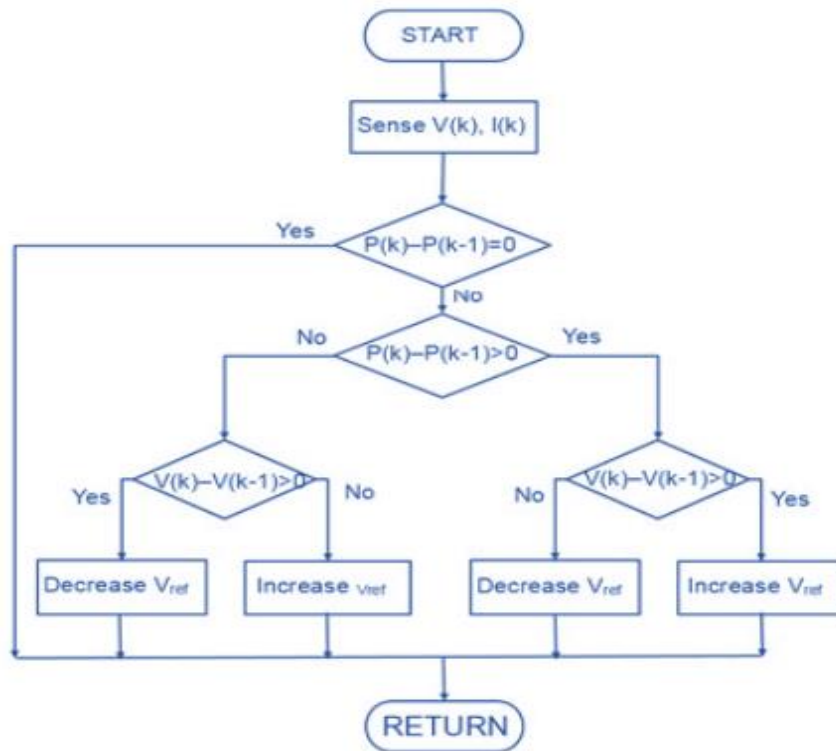 START
Sense V(k), I(k)
Yes
P(k)–P(k-1)=0
No
No
P(k)–P(k-1)>0
Yes
V(k)–V(k-1)>0
Yes
No
V(k)–V(k-1)>0
No
Yes
Decrease Vref
Increase Vref
Decrease Vref
Increase Vref
RETURN